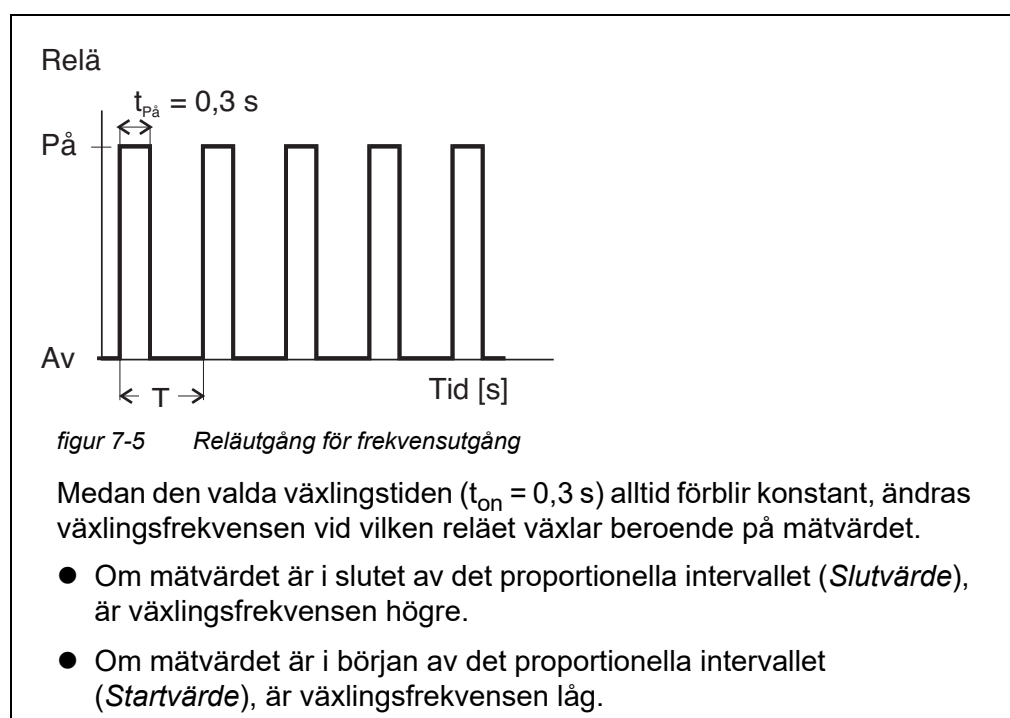 Relä
t_På = 0,3 s
På
Av
T
Tid [s]
figur 7-5 Reläutgång för frekvensutgång
Medan den valda växlingstiden (t_on = 0,3 s) alltid förblir konstant, ändras
växlingsfrekvensen vid vilken reläet växlar beroende på mätvärdet.
● Om mätvärdet är i slutet av det proportionella intervallet (Slutvärde),
är växlingsfrekvensen högre.
● Om mätvärdet är i början av det proportionella intervallet
(Startvärde), är växlingsfrekvensen låg.